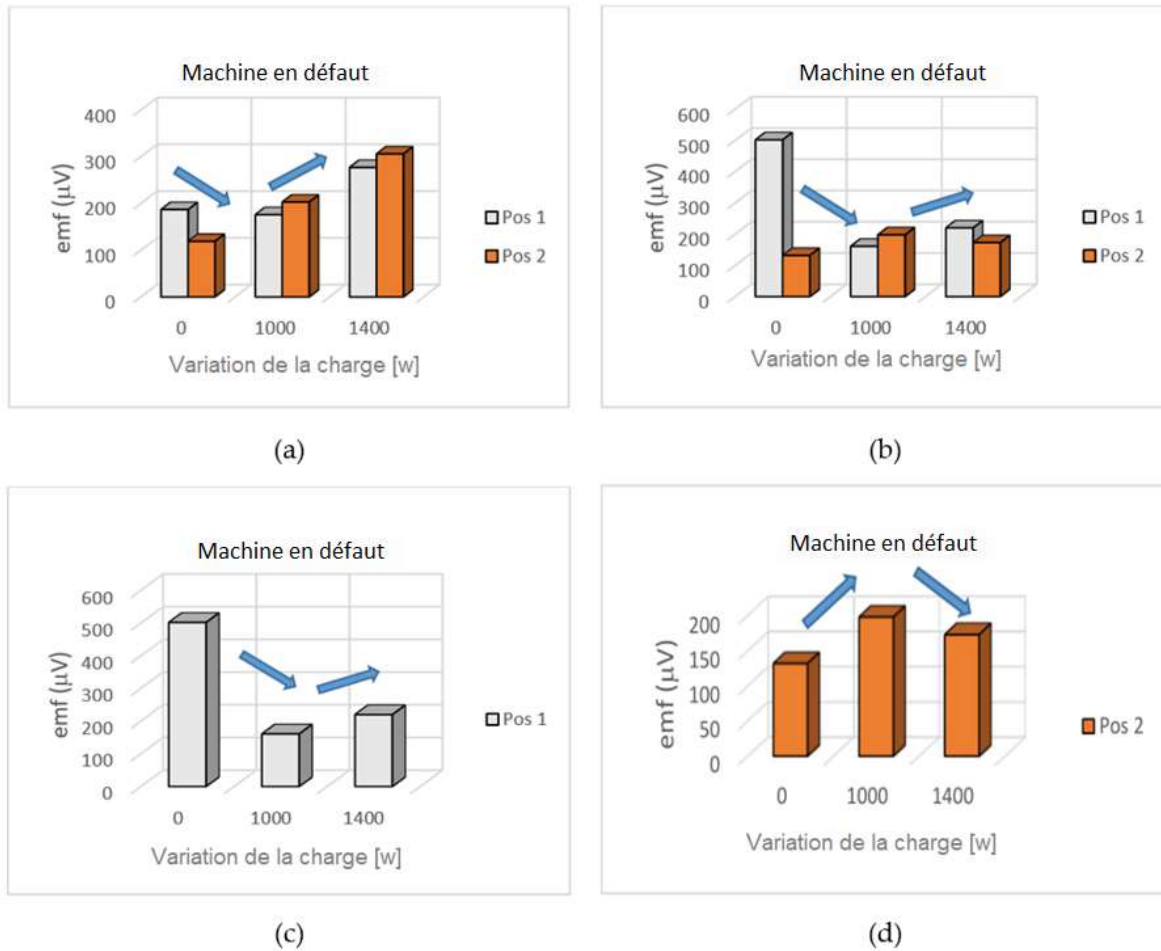 Machine en défaut
400
300
200
100
0
emf (µV)
0 1000 1400
Variation de la charge [w]
Pos 1
Pos 2
(a)
Machine en défaut
600
500
400
300
200
100
0
emf (µV)
0 1000 1400
Variation de la charge [w]
Pos 1
Pos 2
(b)
Machine en défaut
600
500
400
300
200
100
0
emf (µV)
0 1000 1400
Variation de la charge [w]
Pos 1
(c)
Machine en défaut
200
150
100
50
0
emf (µV)
0 1000 1400
Variation de la charge [w]
Pos 2
(d)